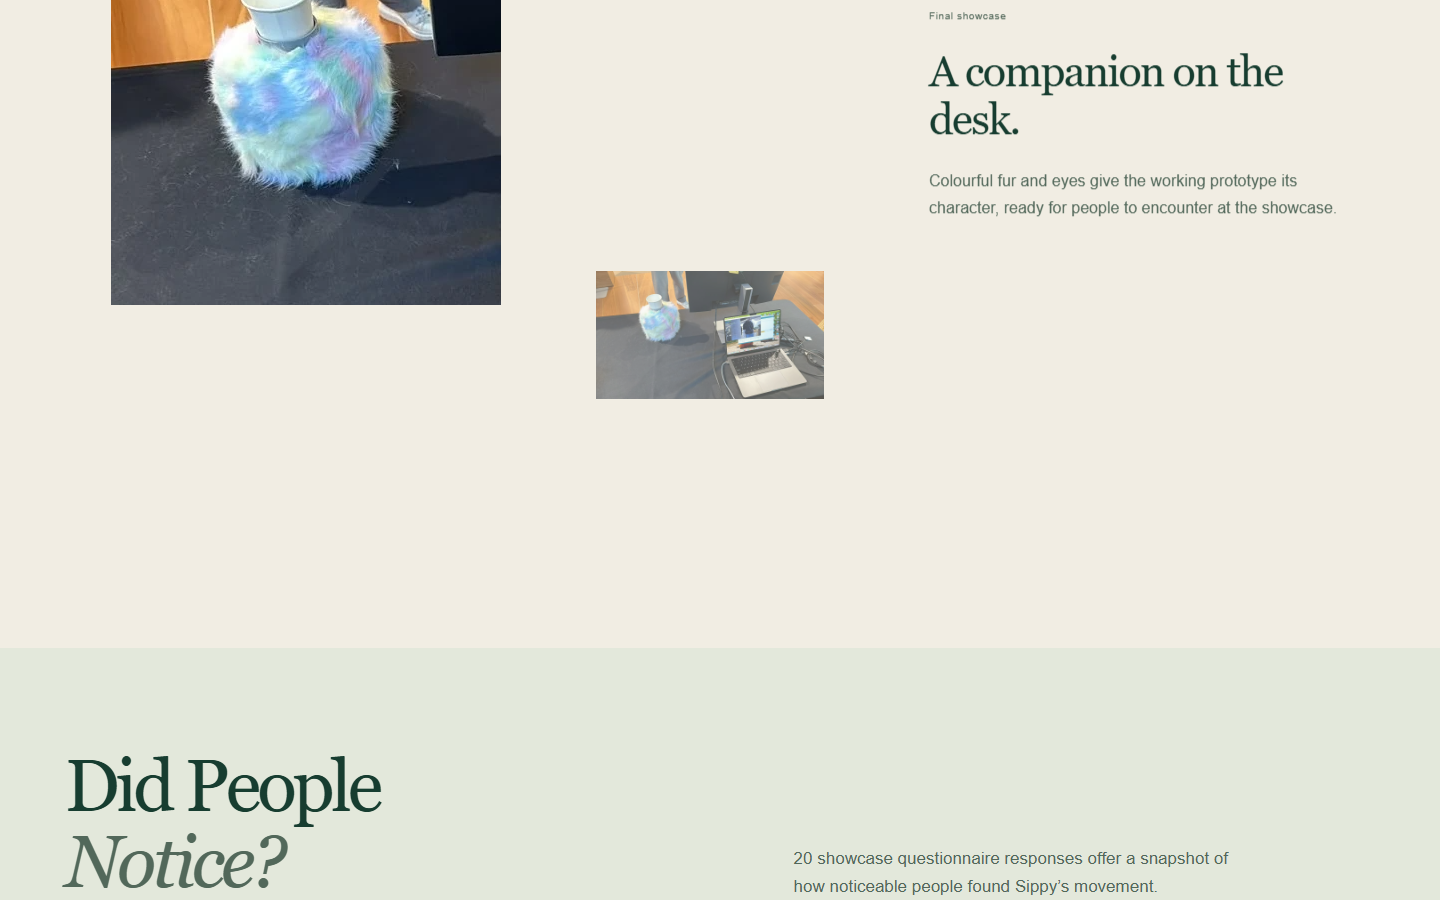 Final showcase
A companion on the
desk.
Colourful fur and eyes give the working prototype its
character, ready for people to encounter at the showcase.
Did People
Notice?
20 showcase questionnaire responses offer a snapshot of
how noticeable people found Sippy’s movement.